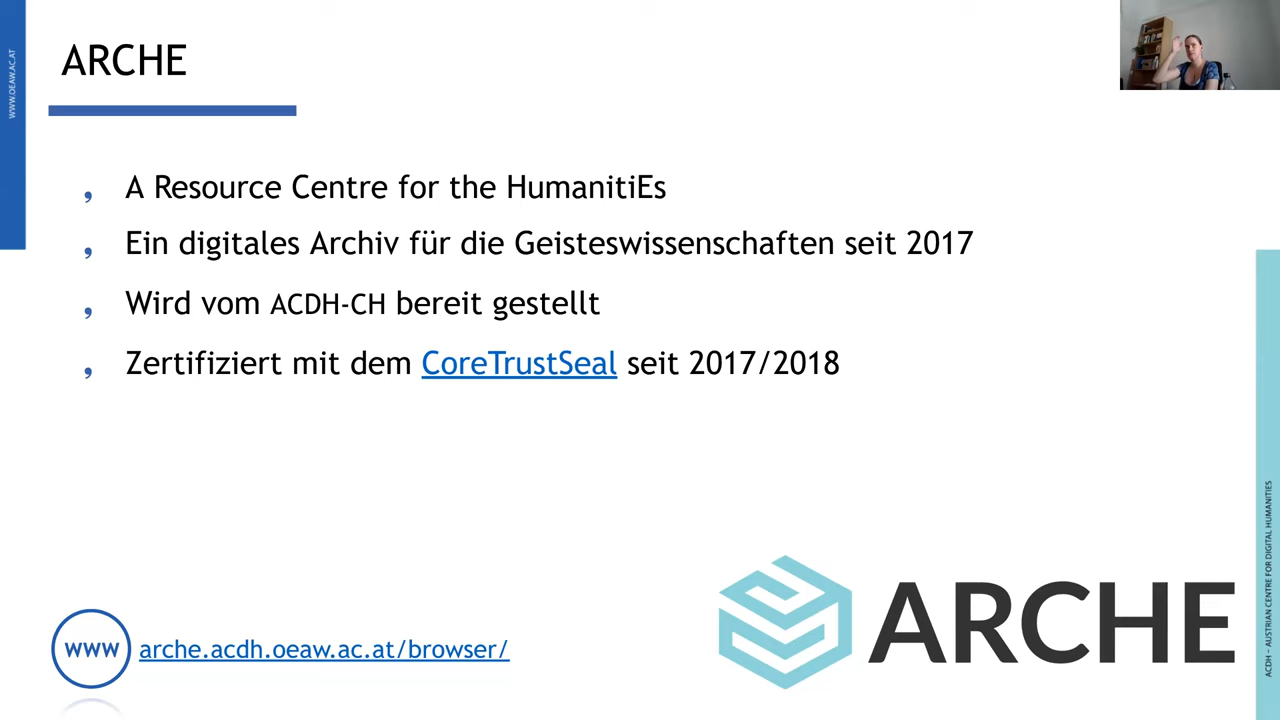 WWW.OEAW.AC.AT
ARCHE
, A Resource Centre for the HumanitiEs
, Ein digitales Archiv für die Geisteswissenschaften seit 2017
, Wird vom ACDH-CH bereit gestellt
, Zertifiziert mit dem CoreTrustSeal seit 2017/2018
www arche.acdh.oeaw.ac.at/browser/
ARCHE
ACDH – AUSTRIAN CENTRE FOR DIGITAL HUMANITIES